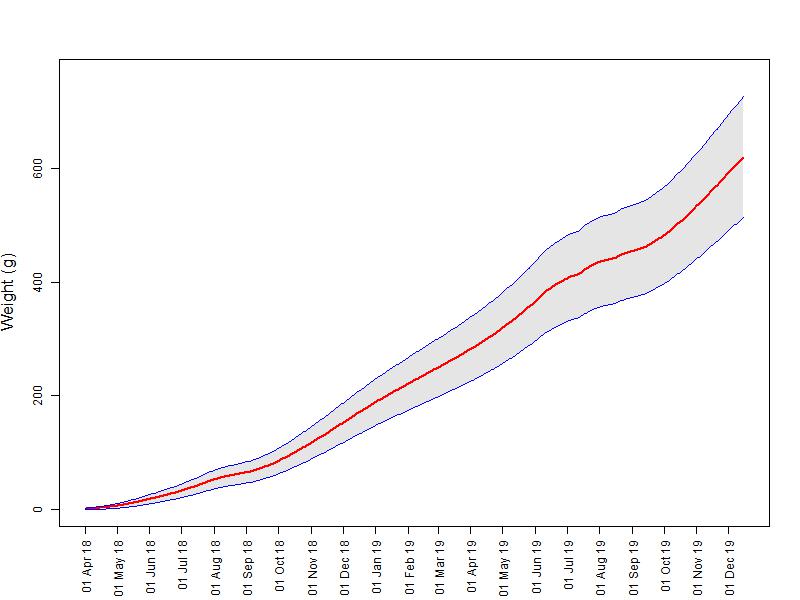 Weight (g)
600
400
200
0
01 Apr 18
01 May 18
01 Jun 18
01 Jul 18
01 Aug 18
01 Sep 18
01 Oct 18
01 Nov 18
01 Dec 18
01 Jan 19
01 Feb 19
01 Mar 19
01 Apr 19
01 May 19
01 Jun 19
01 Jul 19
01 Aug 19
01 Sep 19
01 Oct 19
01 Nov 19
01 Dec 19